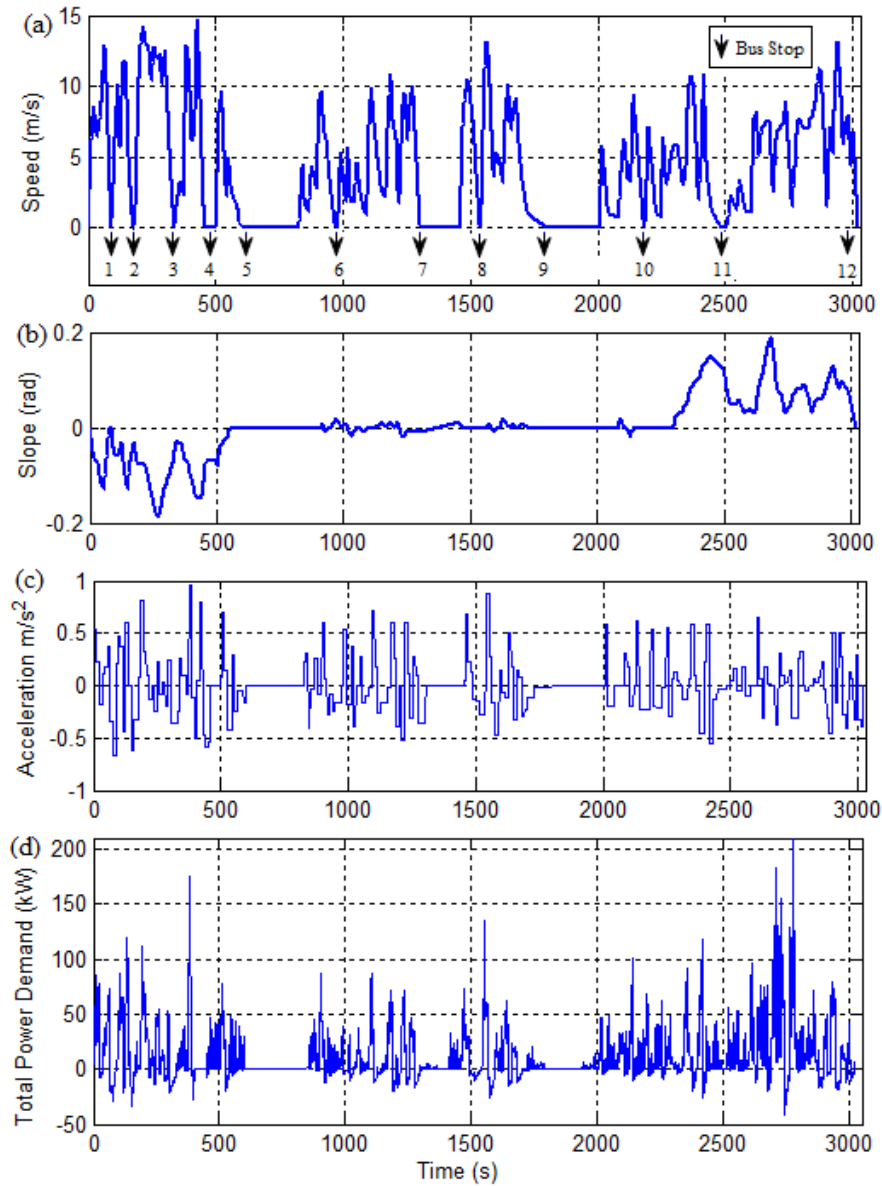 (a)
Speed (m/s)
15
10
5
0
Bus Stop
1 2 3 4 5 6 7 8 9 10 11 12
0 500 1000 1500 2000 2500 3000
(b)
Slope (rad)
0.2
0
-0.2
0 500 1000 1500 2000 2500 3000
(c)
Acceleration m/s²
1
0.5
0
-0.5
-1
0 500 1000 1500 2000 2500 3000
(d)
Total Power Demand (kW)
200
150
100
50
0
-50
0 500 1000 1500 2000 2500 3000
Time (s)